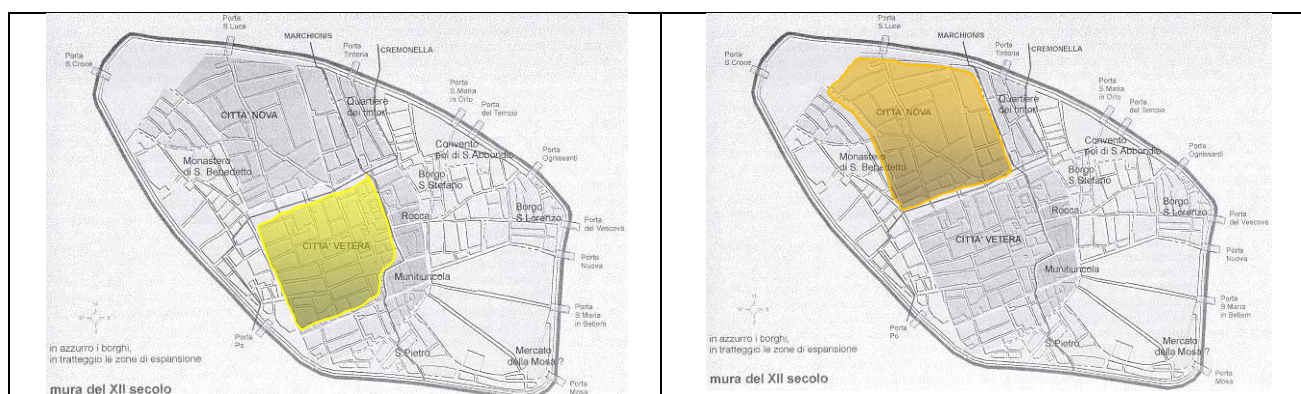 Porta
S.Luce
MARCHIONIS
Porta
Tintoria
CREMONELLA
Porta
S.Croce
Porta
S.Maria
in Orto
Porta
del Tempio
CITTA' NOVA
Quartiere
dei tintori
Convento
poi di S.Abbondio
Porta
Ognissanti
Monastero
di S. Benedetto
Borgo
S.Stefano
Borgo
S.Lorenzo
Rocca
Porta
del Vescovo
CITTA' VETERA
Porta
Nuova
Munitiuncola
Porta
S.Maria
in Betlem
Porta
Po
S.Pietro
Mercato
della Mosa ?
Porta
Mosa
in azzurro i borghi,
in tratteggio le zone di espansione
mura del XII secolo
Porta
S.Luce
MARCHIONIS
Porta
Tintoria
CREMONELLA
Porta
S.Croce
Porta
S.Maria
in Orto
Porta
del Tempio
CITTA' NOVA
Quartiere
dei tintori
Convento
poi di S.Abbondio
Porta
Ognissanti
Monastero
di S. Benedetto
Borgo
S.Stefano
Borgo
S.Lorenzo
Rocca
Porta
del Vescovo
CITTA' VETERA
Porta
Nuova
Munitiuncola
Porta
S.Maria
in Betlem
Porta
Po
S.Pietro
Mercato
della Mosa ?
Porta
Mosa
in azzurro i borghi,
in tratteggio le zone di espansione
mura del XII secolo